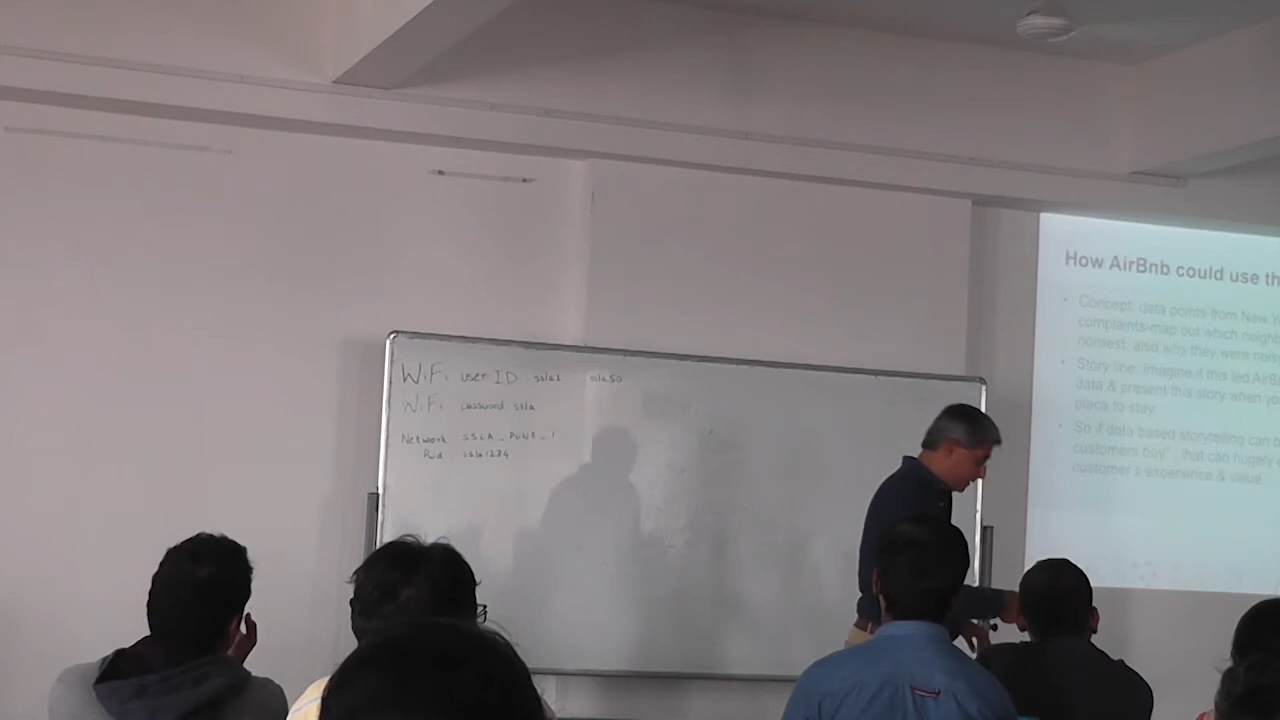 WiFi user ID ssla1 ssla50
WiFi password ssla
Network SSLA_PUNE_1
Pwd ssla1234
How AirBnb could use th
• Concept: data points from New Y
complaints-map out which neighb
noisiest, also why they were nois
• Story line: imagine if this led AirB
data & present this story when yo
place to stay.
• So if data based storytelling can b
customers buy" that can hugely
customer's experience & value.